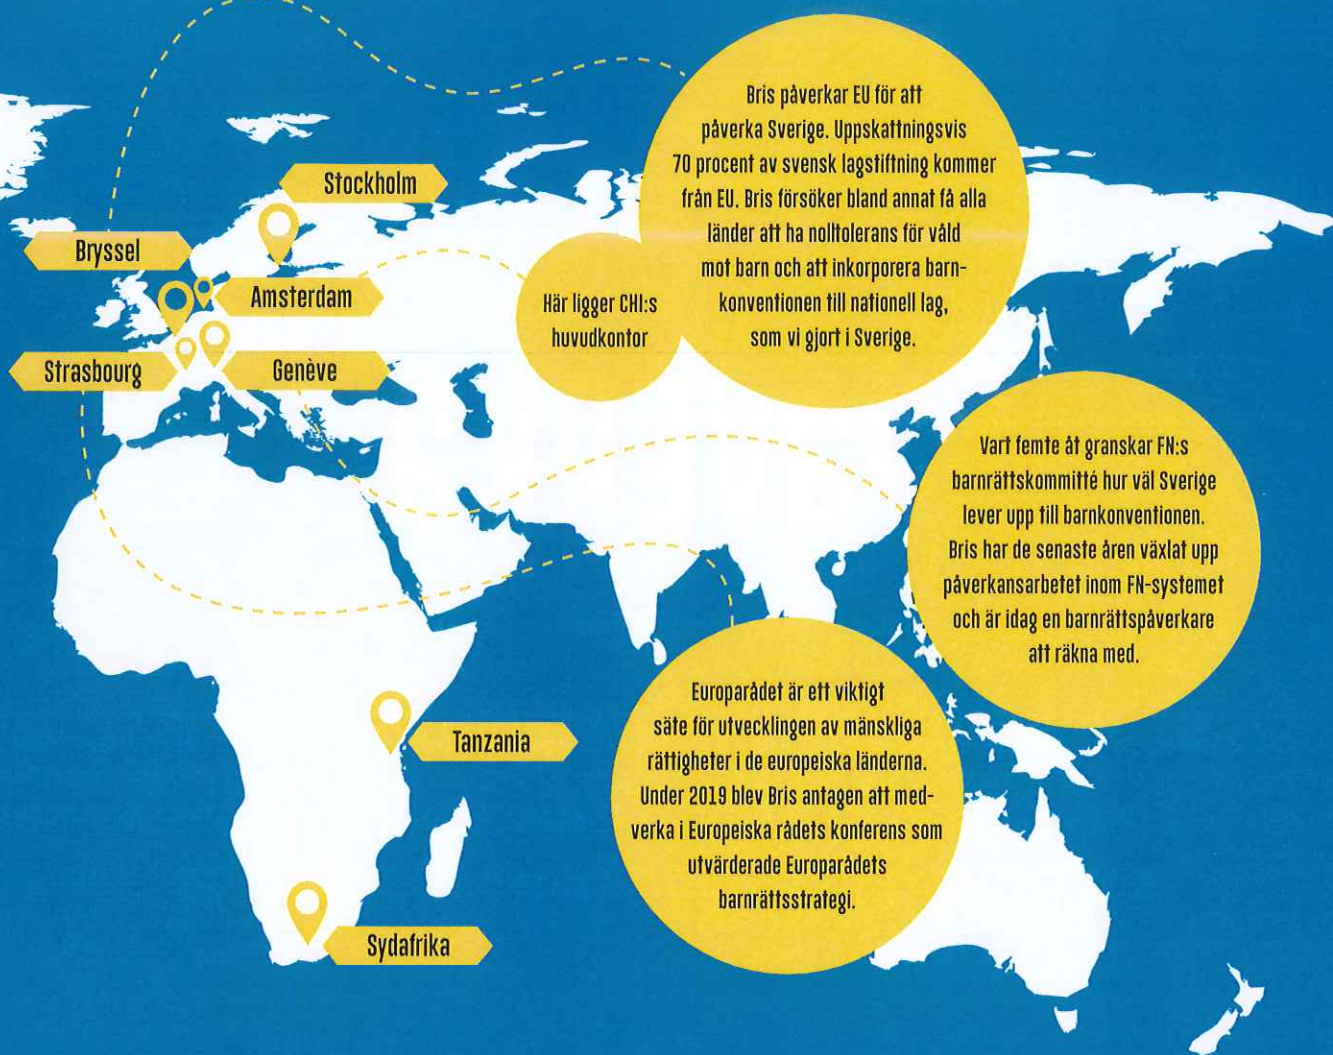 Bris påverkar EU för att
påverka Sverige. Uppskattningsvis
70 procent av svensk lagstiftning kommer
från EU. Bris försöker bland annat få alla
länder att ha nolltolerans för våld
mot barn och att inkorporera barn-
konventionen till nationell lag,
som vi gjort i Sverige.
Stockholm
Bryssel
Amsterdam
Här ligger CHI:s
huvudkontor
Strasbourg
Genève
Vart femte åt granskar FN:s
barnrättskommitté hur väl Sverige
lever upp till barnkonventionen.
Bris har de senaste åren växlat upp
påverkansarbetet inom FN-systemet
och är idag en barnrättspåverkare
att räkna med.
Europarådet är ett viktigt
säte för utvecklingen av mänskliga
rättigheter i de europeiska länderna.
Under 2019 blev Bris antagen att med-
verka i Europeiska rådets konferens som
utvärderade Europarådets
barnrättsstrategi.
Tanzania
Sydafrika